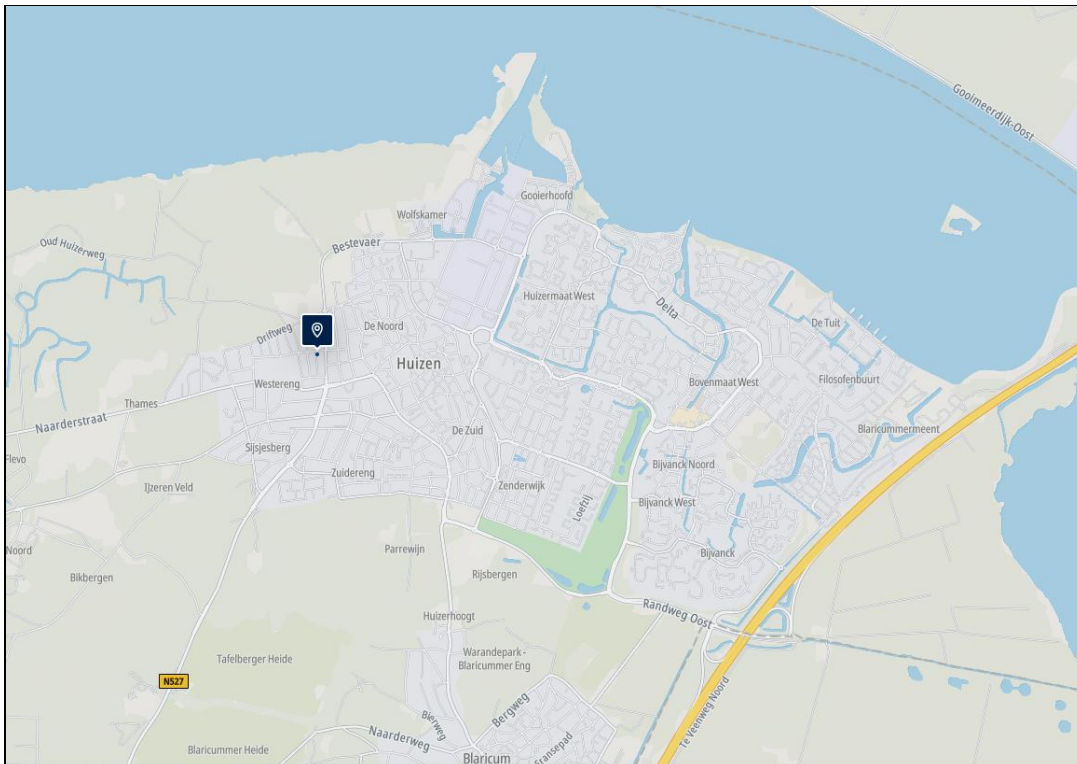 Gooimeerdijk-Oost
Gooierhoofd
Wolfskamer
Bestevaer
Oud Huizerweg
Huizermaat West
Delta
De Tuit
Driftweg
De Noord
Huizen
Westereng
Bovenmaat West
Filosofenbuurt
Thames
Naarderstraat
Blaricummermeent
De Zuid
Sijsjesberg
Flevo
Zuidereng
Bijvanck Noord
IJzeren Veld
Zenderwijk
Loefzij
Bijvanck West
Noord
Parrewijn
Bijvanck
Bikbergen
Rijsbergen
Randweg Oost
Huizerhoogt
Tafelberger Heide
Warandepark -
Blaricummer Eng
N527
Bergweg
Bierweg
Te Veenweg Noord
Naarderweg
Fransepad
Blaricummer Heide
Blaricum